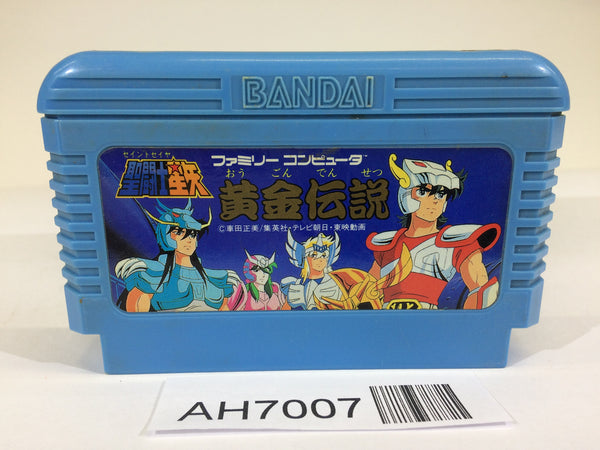 BANDAI
セイントセイヤ
聖闘士星矢
ファミリー コンピュータ™
おう ごん でん せつ
黄金伝説
©車田正美/集英社・テレビ朝日・東映動画
AH7007